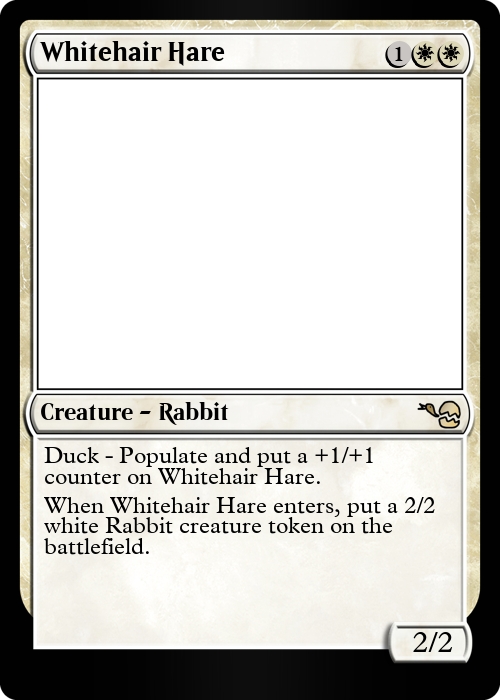 Whitehair Hare 1
Creature – Rabbit
Duck - Populate and put a +1/+1
counter on Whitehair Hare.
When Whitehair Hare enters, put a 2/2
white Rabbit creature token on the
battlefield.
2/2